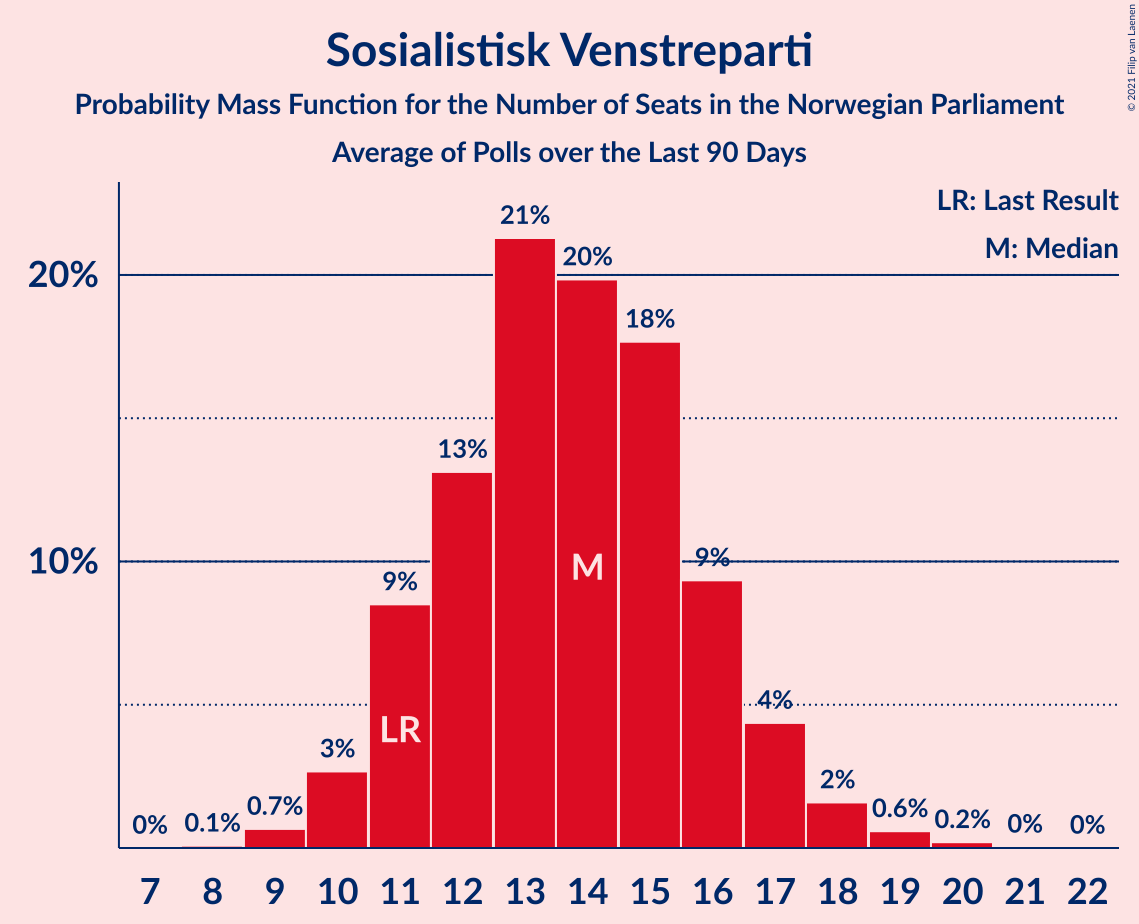 Sosialistisk Venstreparti
Probability Mass Function for the Number of Seats in the Norwegian Parliament
Average of Polls over the Last 90 Days
© 2021 Filip van Laenen
LR: Last Result
M: Median
20%
10%
0% 0.1% 0.7% 3% 9% 13% 21% 20% 18% 9% 4% 2% 0.6% 0.2% 0% 0%
LR M
7 8 9 10 11 12 13 14 15 16 17 18 19 20 21 22